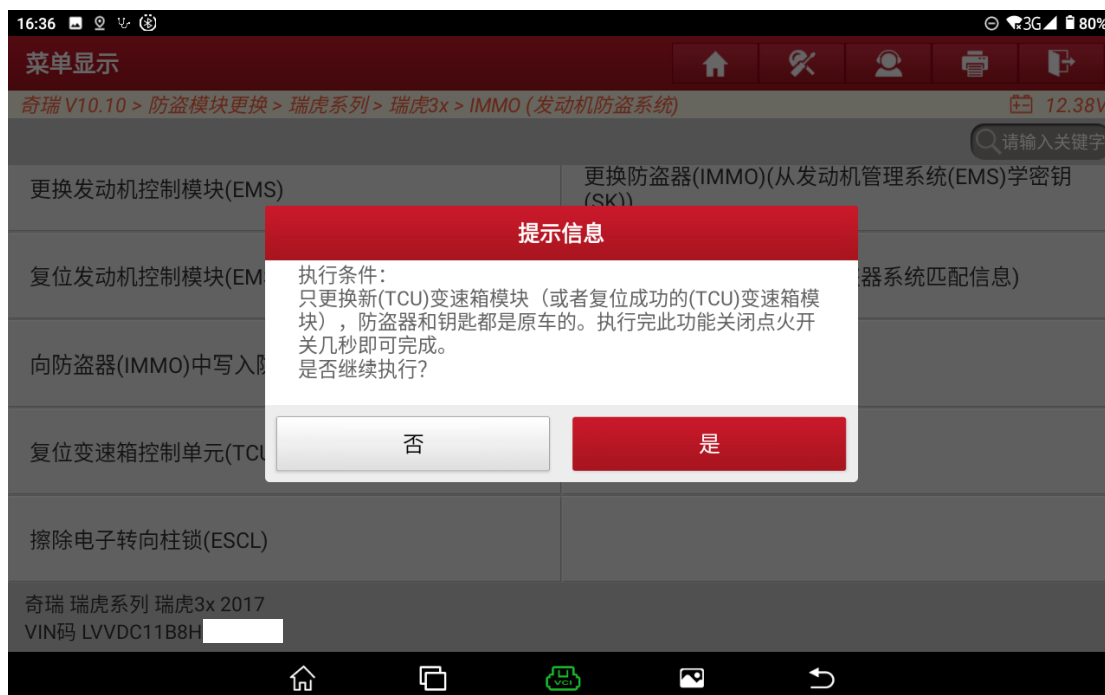 16:36
3G
80%
菜单显示
奇瑞 V10.10 > 防盗模块更换 > 瑞虎系列 > 瑞虎3x > IMMO (发动机防盗系统)
12.38V
请输入关键字
更换发动机控制模块(EMS)
更换防盗器(IMMO)(从发动机管理系统(EMS)学密钥
(SK))
提示信息
复位发动机控制模块(EM
器系统匹配信息)
执行条件：
只更换新(TCU)变速箱模块（或者复位成功的(TCU)变速箱模
块），防盗器和钥匙都是原车的。执行完此功能关闭点火开
关几秒即可完成。
是否继续执行？
向防盗器(IMMO)中写入
复位变速箱控制单元(TCU
否
是
擦除电子转向柱锁(ESCL)
奇瑞 瑞虎系列 瑞虎3x 2017
VIN码 LVVDC11B8H
VCI